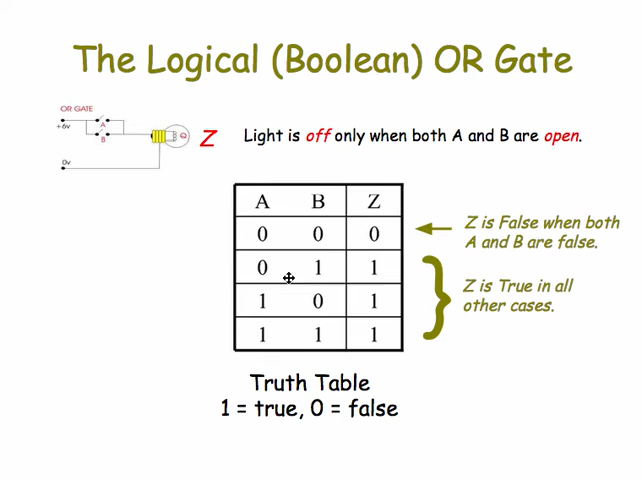 The Logical (Boolean) OR Gate
OR GATE
+6v
A
B
0v
Z
Light is off only when both A and B are open.
A B Z
0 0 0
0 1 1
1 0 1
1 1 1
Z is False when both
A and B are false.
Z is True in all
other cases.
Truth Table
1 = true, 0 = false